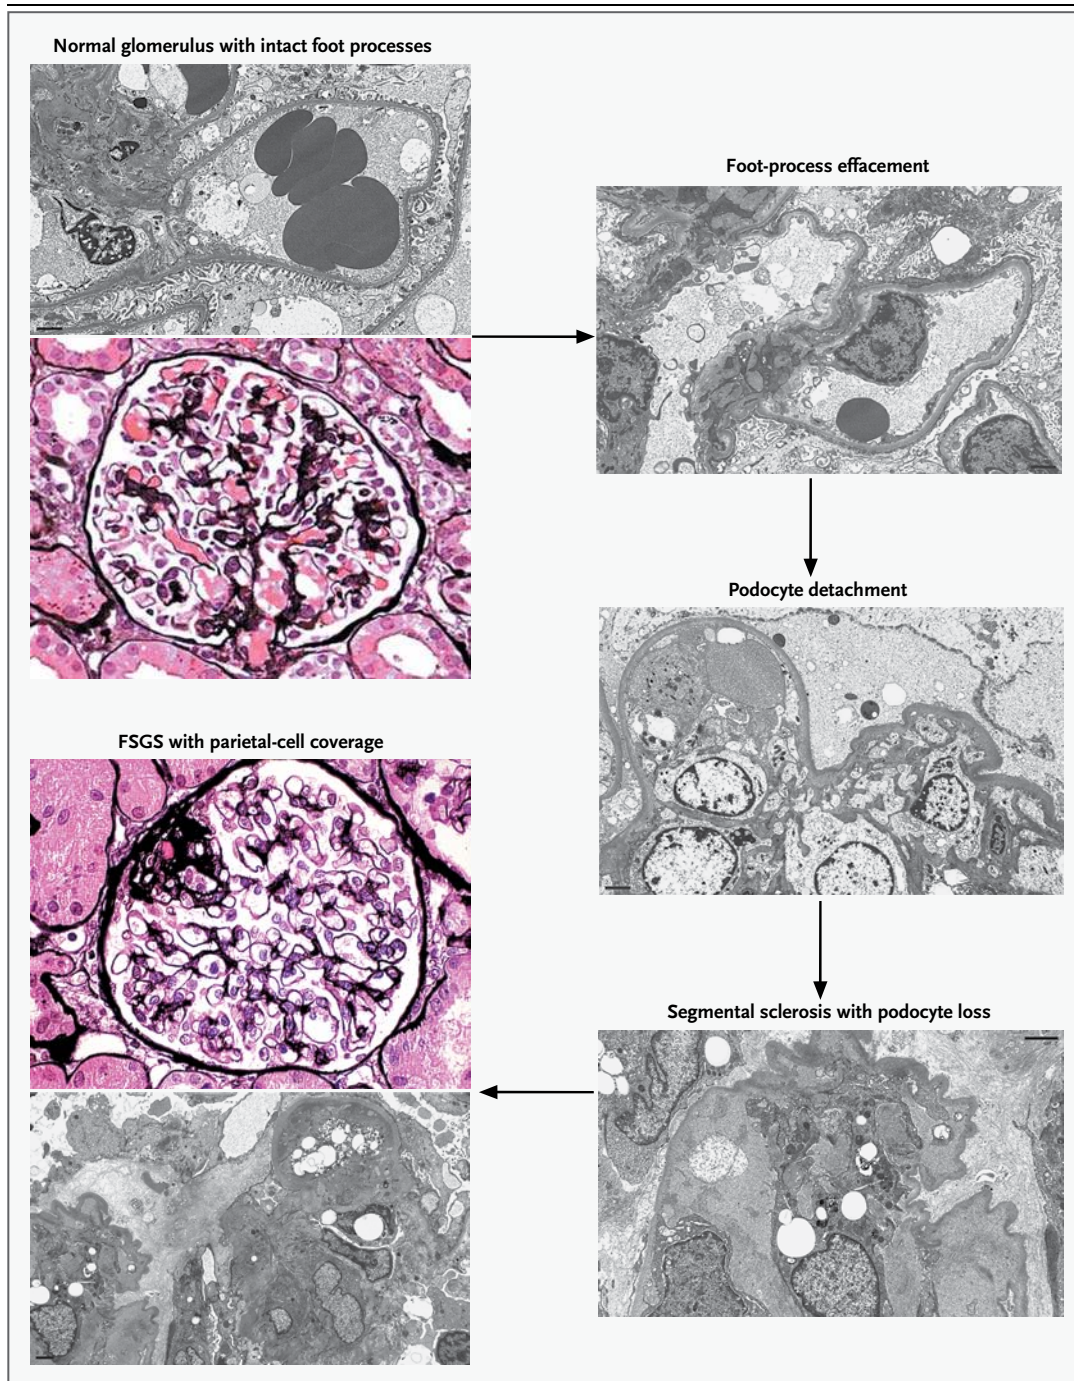 Normal glomerulus with intact foot processes
Foot-process effacement
Podocyte detachment
FSGS with parietal-cell coverage
Segmental sclerosis with podocyte loss